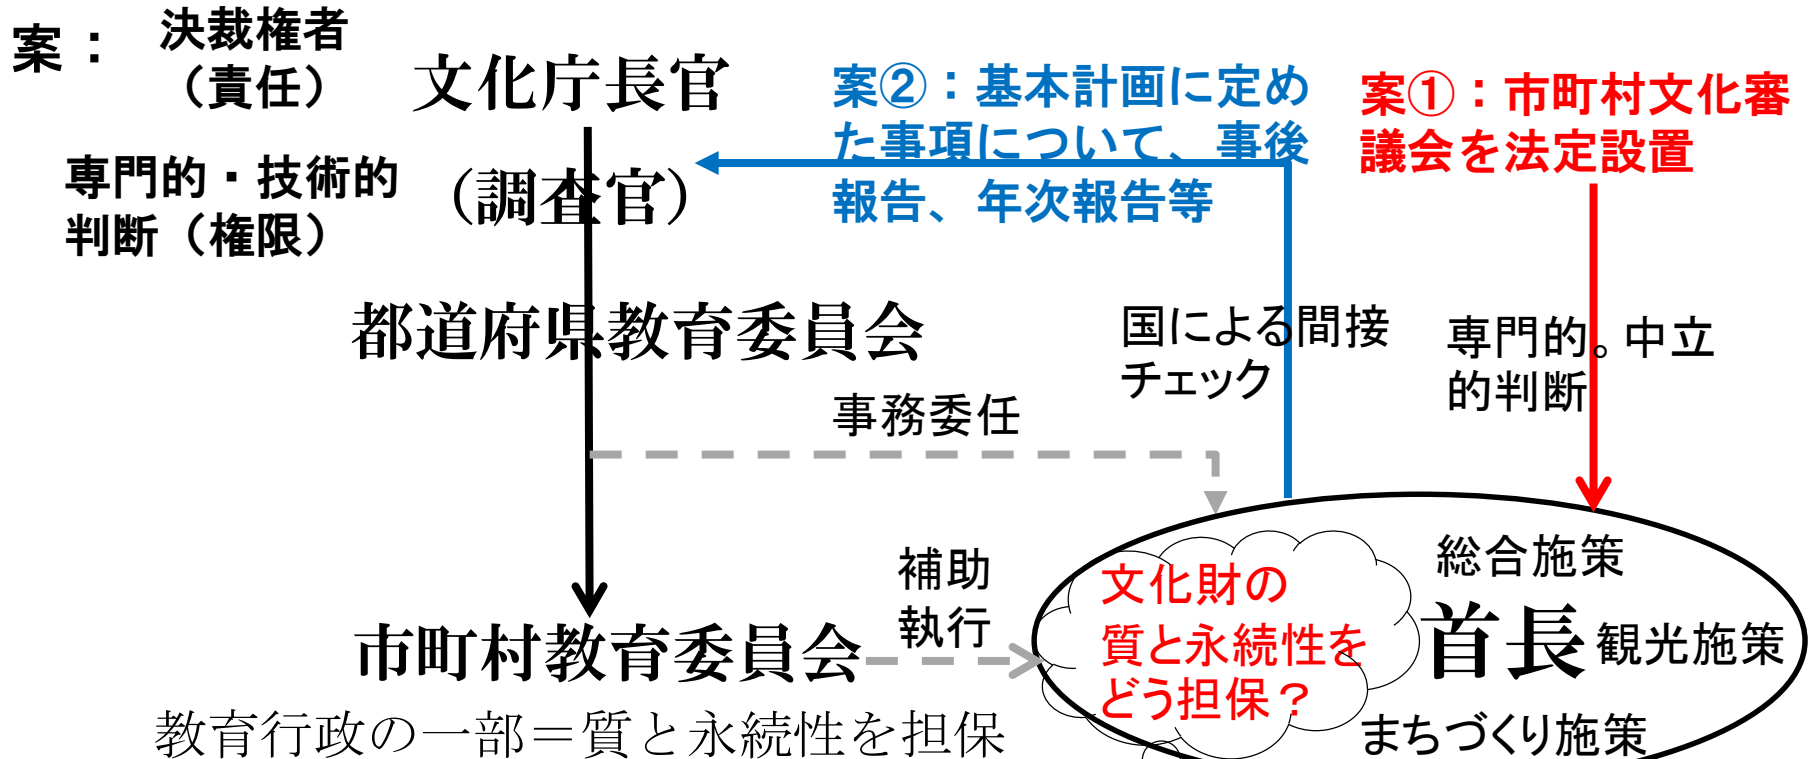 案：
決裁権者
（責任）
文化庁長官
案②：基本計画に定め
た事項について、事後
報告、年次報告等
案①：市町村文化審
議会を法定設置
専門的・技術的
判断（権限）
（調査官）
都道府県教育委員会
国による間接
チェック
専門的。中立
的判断
事務委任
補助
執行
文化財の
質と永続性を
どう担保？
総合施策
首長
観光施策
まちづくり施策
市町村教育委員会
教育行政の一部＝質と永続性を担保